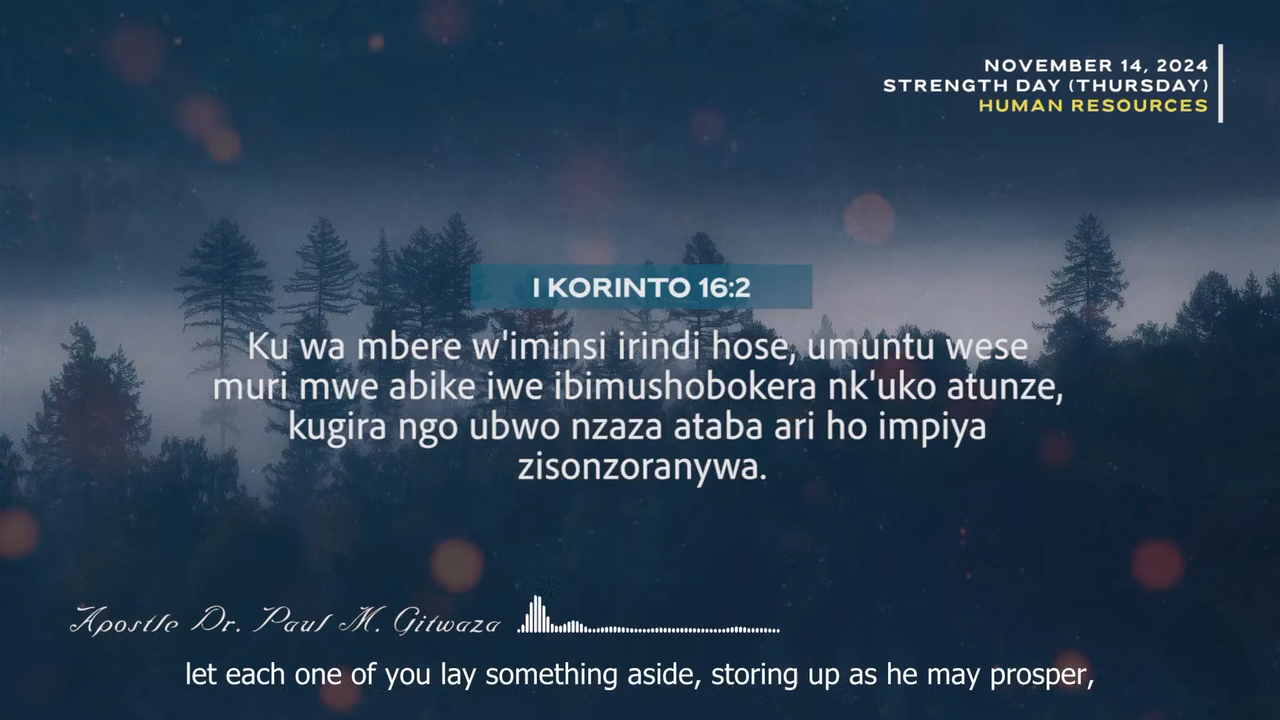 NOVEMBER 14, 2024
STRENGTH DAY (THURSDAY)
HUMAN RESOURCES
I KORINTO 16:2
Ku wa mbere w'iminsi irindi hose, umuntu wese
muri mwe abike iwe ibimushobokera nk'uko atunze,
kugira ngo ubwo nzaza ataba ari ho impiya
zisonzoranywa.
Apostle Dr. Paul M. Gitwaza
let each one of you lay something aside, storing up as he may prosper,